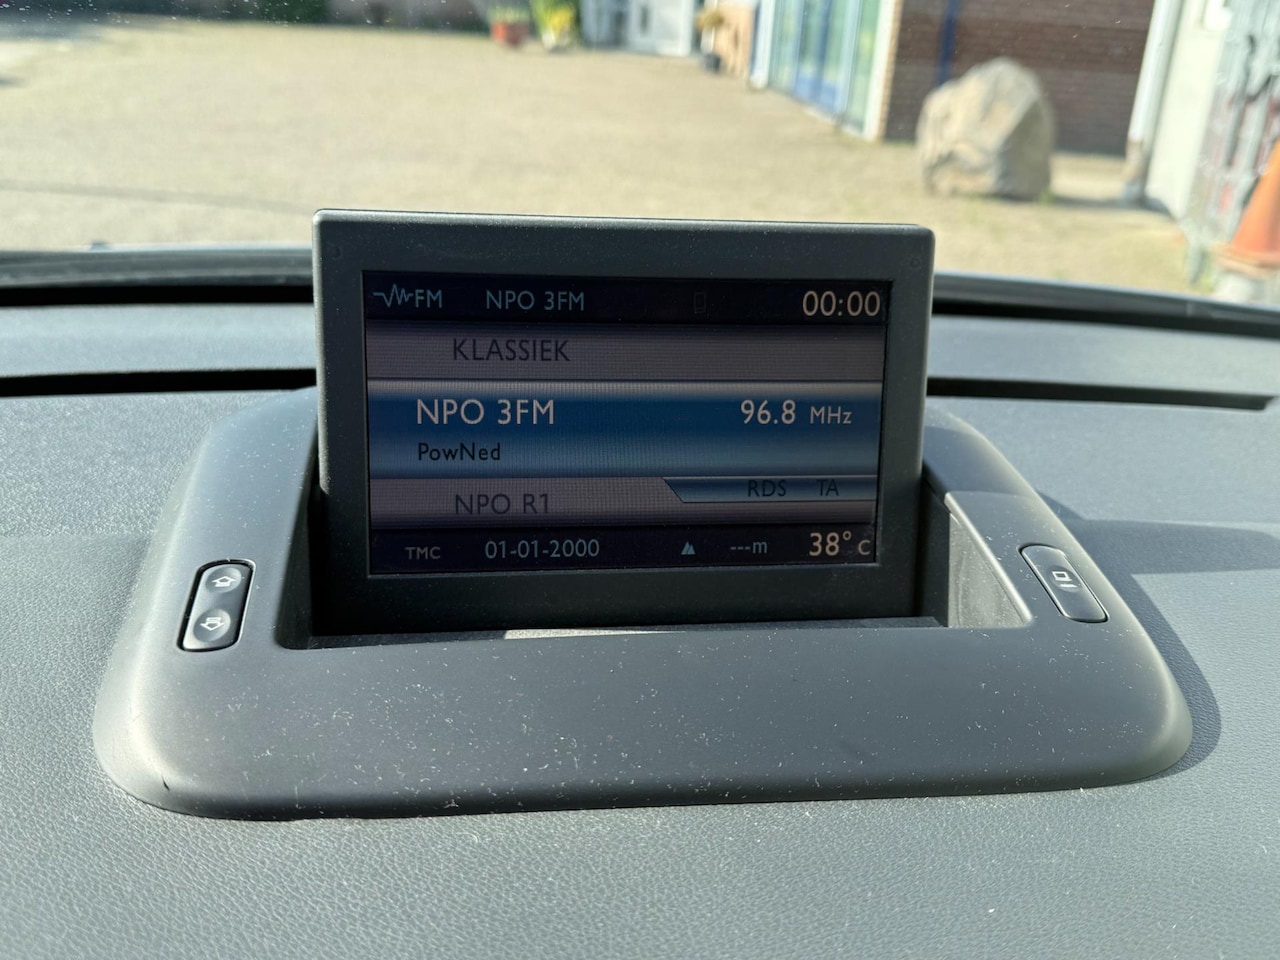 FM NPO 3FM 00:00
KLASSIEK
NPO 3FM 96.8 MHz
PowNed
RDS TA
NPO R1
TMC 01-01-2000 ---m 38° C